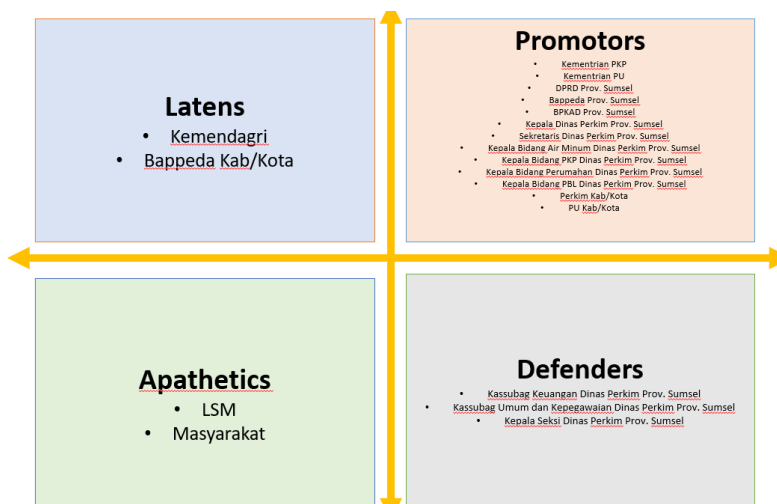 Latens
• Kemendagri
• Bappeda Kab/Kota
Promotors
• Kementrian PKP
• Kementrian PU
• DPRD Prov. Sumsel
• Bappeda Prov. Sumsel
• BPKAD Prov. Sumsel
• Kepala Dinas Perkim Prov. Sumsel
• Sekretaris Dinas Perkim Prov. Sumsel
• Kepala Bidang Air Minum Dinas Perkim Prov. Sumsel
• Kepala Bidang PKP Dinas Perkim Prov. Sumsel
• Kepala Bidang Perumahan Dinas Perkim Prov. Sumsel
• Kepala Bidang PBL Dinas Perkim Prov. Sumsel
• Perkim Kab/Kota
• PU Kab/Kota
Apathetics
• LSM
• Masyarakat
Defenders
• Kassubag Keuangan Dinas Perkim Prov. Sumsel
• Kassubag Umum dan Kepegawaian Dinas Perkim Prov. Sumsel
• Kepala Seksi Dinas Perkim Prov. Sumsel